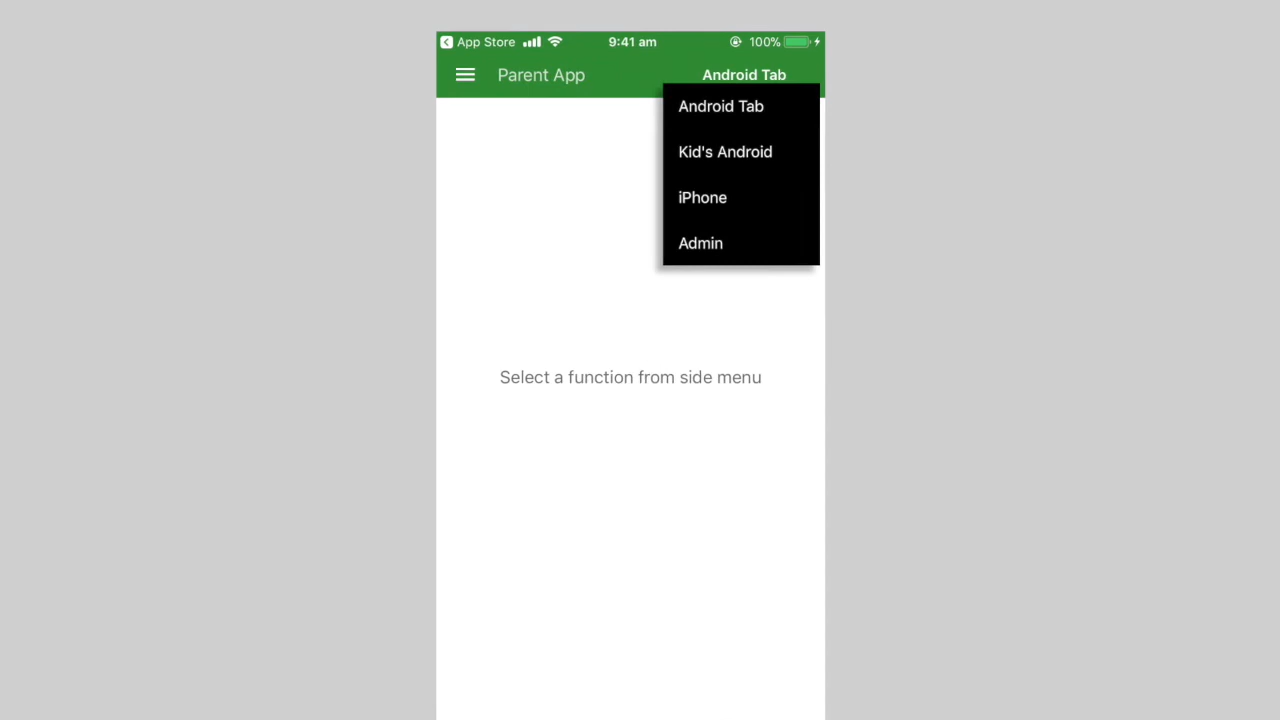 App Store 9:41 am 100%
Parent App Android Tab
Android Tab
Kid's Android
iPhone
Admin
Select a function from side menu